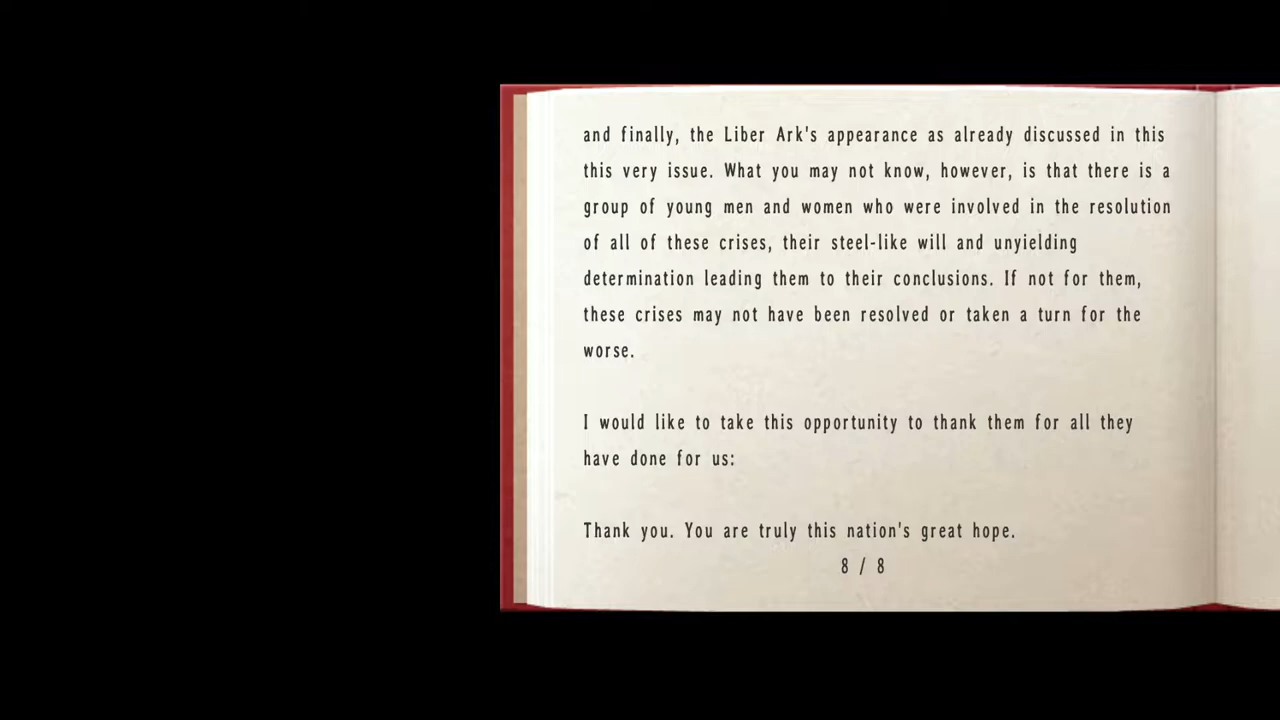 and finally, the Liber Ark's appearance as already discussed in this
this very issue. What you may not know, however, is that there is a
group of young men and women who were involved in the resolution
of all of these crises, their steel-like will and unyielding
determination leading them to their conclusions. If not for them,
these crises may not have been resolved or taken a turn for the
worse.
I would like to take this opportunity to thank them for all they
have done for us:
Thank you. You are truly this nation's great hope.
8 / 8